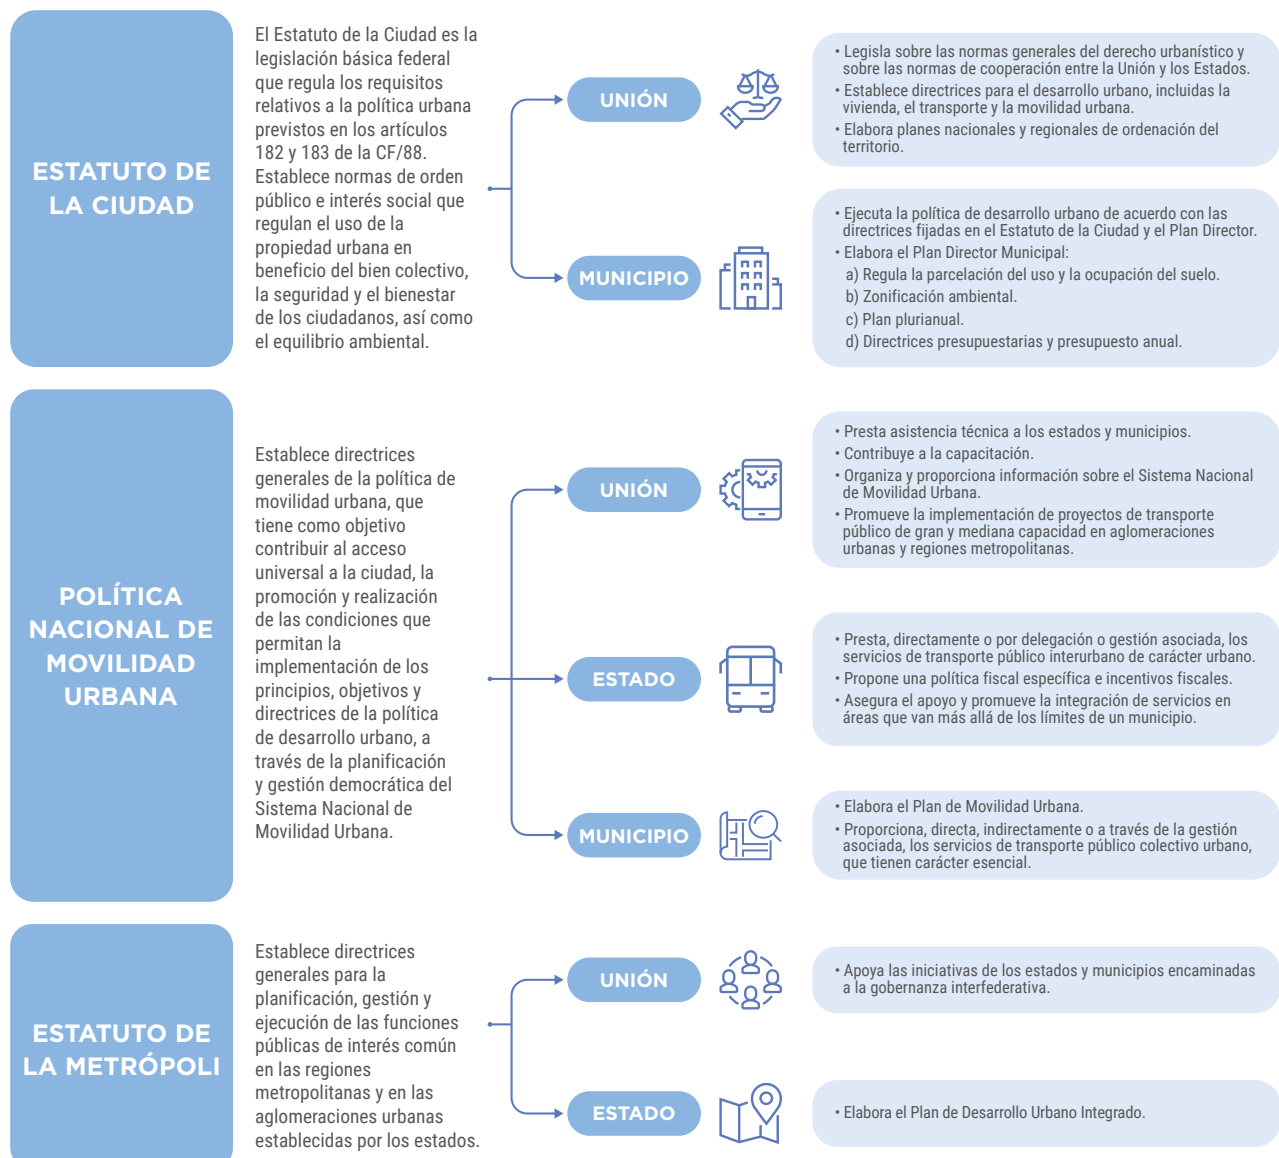 ESTATUTO DE
LA CIUDAD
El Estatuto de la Ciudad es la
legislación básica federal
que regula los requisitos
relativos a la política urbana
previstos en los artículos
182 y 183 de la CF/88.
Establece normas de orden
público e interés social que
regulan el uso de la
propiedad urbana en
beneficio del bien colectivo,
la seguridad y el bienestar
de los ciudadanos, así como
el equilibrio ambiental.
UNIÓN
• Legisla sobre las normas generales del derecho urbanístico y
sobre las normas de cooperación entre la Unión y los Estados.
• Establece directrices para el desarrollo urbano, incluidas la
vivienda, el transporte y la movilidad urbana.
• Elabora planes nacionales y regionales de ordenación del
territorio.
MUNICIPIO
• Ejecuta la política de desarrollo urbano de acuerdo con las
directrices fijadas en el Estatuto de la Ciudad y el Plan Director.
• Elabora el Plan Director Municipal:
a) Regula la parcelación del uso y la ocupación del suelo.
b) Zonificación ambiental.
c) Plan plurianual.
d) Directrices presupuestarias y presupuesto anual.
POLÍTICA
NACIONAL DE
MOVILIDAD
URBANA
Establece directrices
generales de la política de
movilidad urbana, que
tiene como objetivo
contribuir al acceso
universal a la ciudad, la
promoción y realización
de las condiciones que
permitan la
implementación de los
principios, objetivos y
directrices de la política
de desarrollo urbano, a
través de la planificación
y gestión democrática del
Sistema Nacional de
Movilidad Urbana.
UNIÓN
• Presta asistencia técnica a los estados y municipios.
• Contribuye a la capacitación.
• Organiza y proporciona información sobre el Sistema Nacional
de Movilidad Urbana.
• Promueve la implementación de proyectos de transporte
público de gran y mediana capacidad en aglomeraciones
urbanas y regiones metropolitanas.
ESTADO
• Presta, directamente o por delegación o gestión asociada, los
servicios de transporte público interurbano de carácter urbano.
• Propone una política fiscal específica e incentivos fiscales.
• Asegura el apoyo y promueve la integración de servicios en
áreas que van más allá de los límites de un municipio.
MUNICIPIO
• Elabora el Plan de Movilidad Urbana.
• Proporciona, directa, indirectamente o a través de la gestión
asociada, los servicios de transporte público colectivo urbano,
que tienen carácter esencial.
ESTATUTO DE
LA METRÓPOLI
Establece directrices
generales para la
planificación, gestión y
ejecución de las funciones
públicas de interés común
en las regiones
metropolitanas y en las
aglomeraciones urbanas
establecidas por los estados.
UNIÓN
• Apoya las iniciativas de los estados y municipios encaminadas
a la gobernanza interfederativa.
ESTADO
• Elabora el Plan de Desarrollo Urbano Integrado.